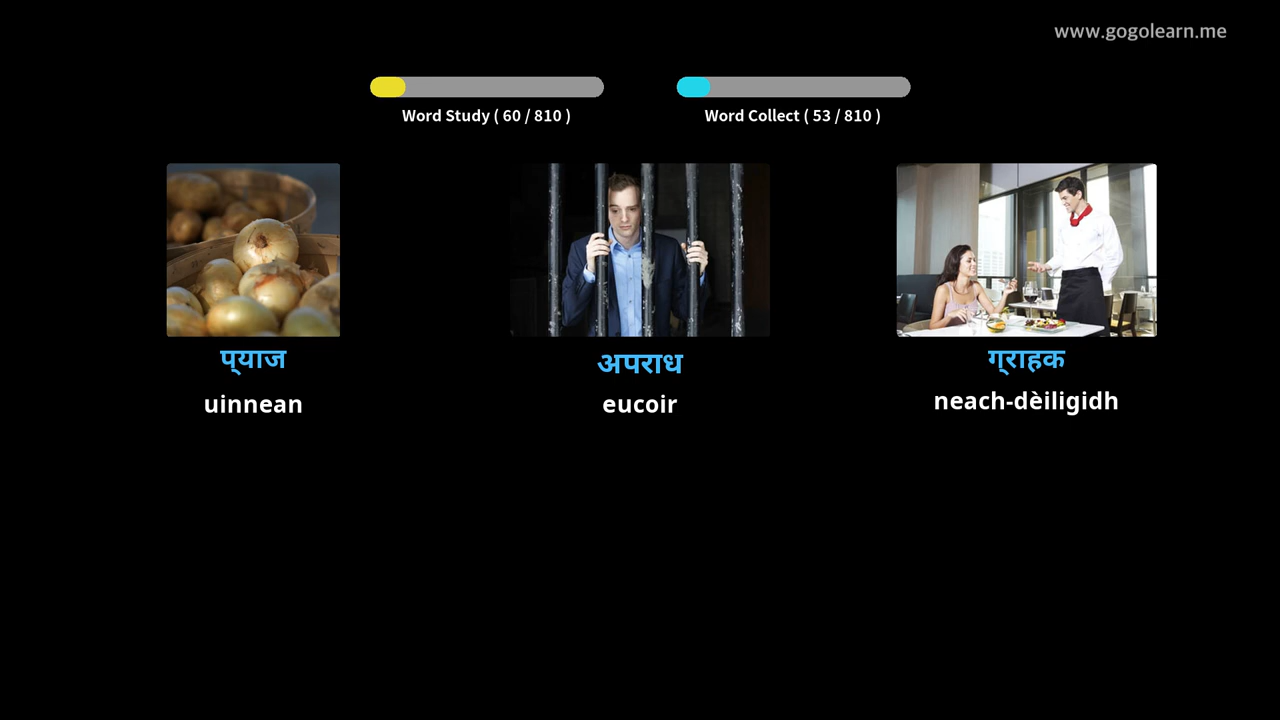 www.gogolearn.me
Word Study ( 60 / 810 )
Word Collect ( 53 / 810 )
प्याज
अपराध
ग्राहक
uinnean
eucoir
neach-dèiligidh